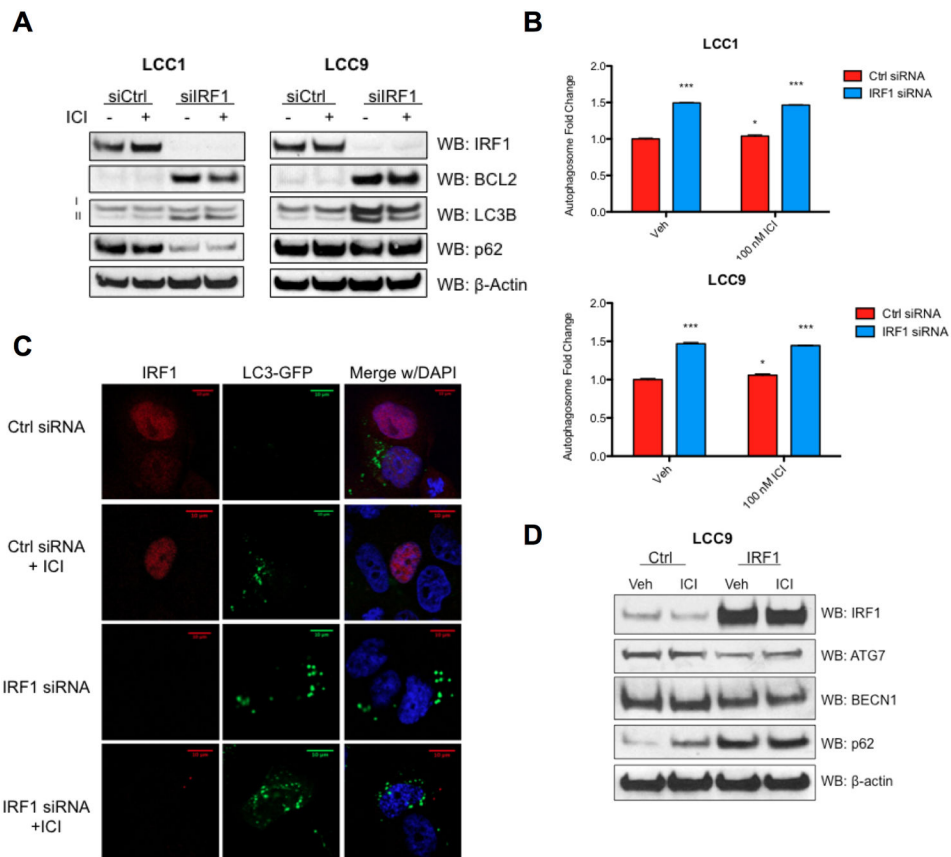 A
LCC1
LCC9
siCtrl siIRF1 siCtrl siIRF1
ICI - + - + - + - +
WB: IRF1
WB: BCL2
I
II
WB: LC3B
WB: p62
WB: β-Actin
B
LCC1
Autophagosome Fold Change
2.0
1.5
1.0
0.5
0.0
*** * ***
Ctrl siRNA
IRF1 siRNA
Veh
100 nM ICI
LCC9
Autophagosome Fold Change
2.0
1.5
1.0
0.5
0.0
*** * ***
Ctrl siRNA
IRF1 siRNA
Veh
100 nM ICI
C
IRF1 LC3-GFP Merge w/DAPI
Ctrl siRNA
Ctrl siRNA
+ ICI
IRF1 siRNA
IRF1 siRNA
+ICI
D
LCC9
Ctrl IRF1
Veh ICI Veh ICI
WB: IRF1
WB: ATG7
WB: BECN1
WB: p62
WB: β-actin